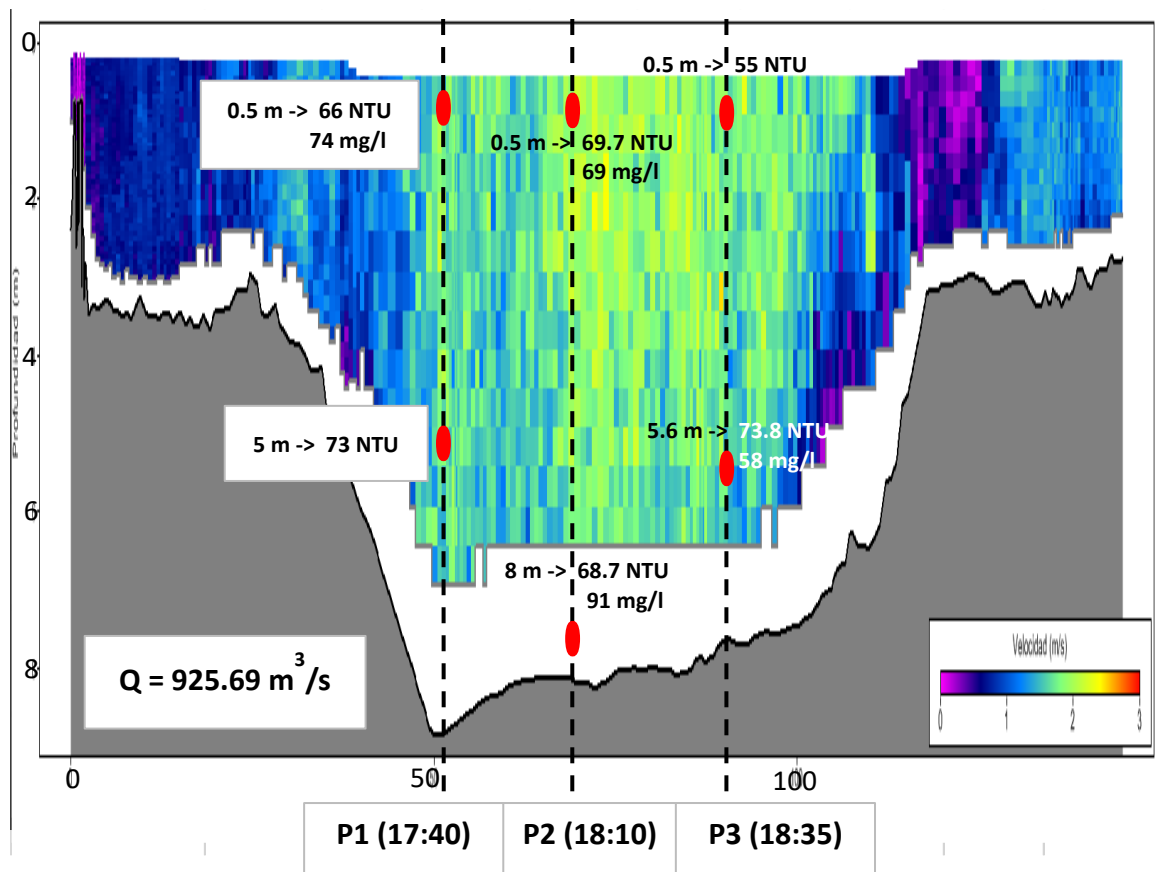 0
0.5 m -> 55 NTU
0.5 m -> 66 NTU
74 mg/l
0.5 m -> 69.7 NTU
69 mg/l
2
Profundidad (m)
4
5 m -> 73 NTU
5.6 m -> 73.8 NTU
58 mg/l
6
8 m -> 68.7 NTU
91 mg/l
8
Q = 925.69 m³/s
Velocidad (m/s)
0 1 2 3
0 50 100
P1 (17:40) P2 (18:10) P3 (18:35)